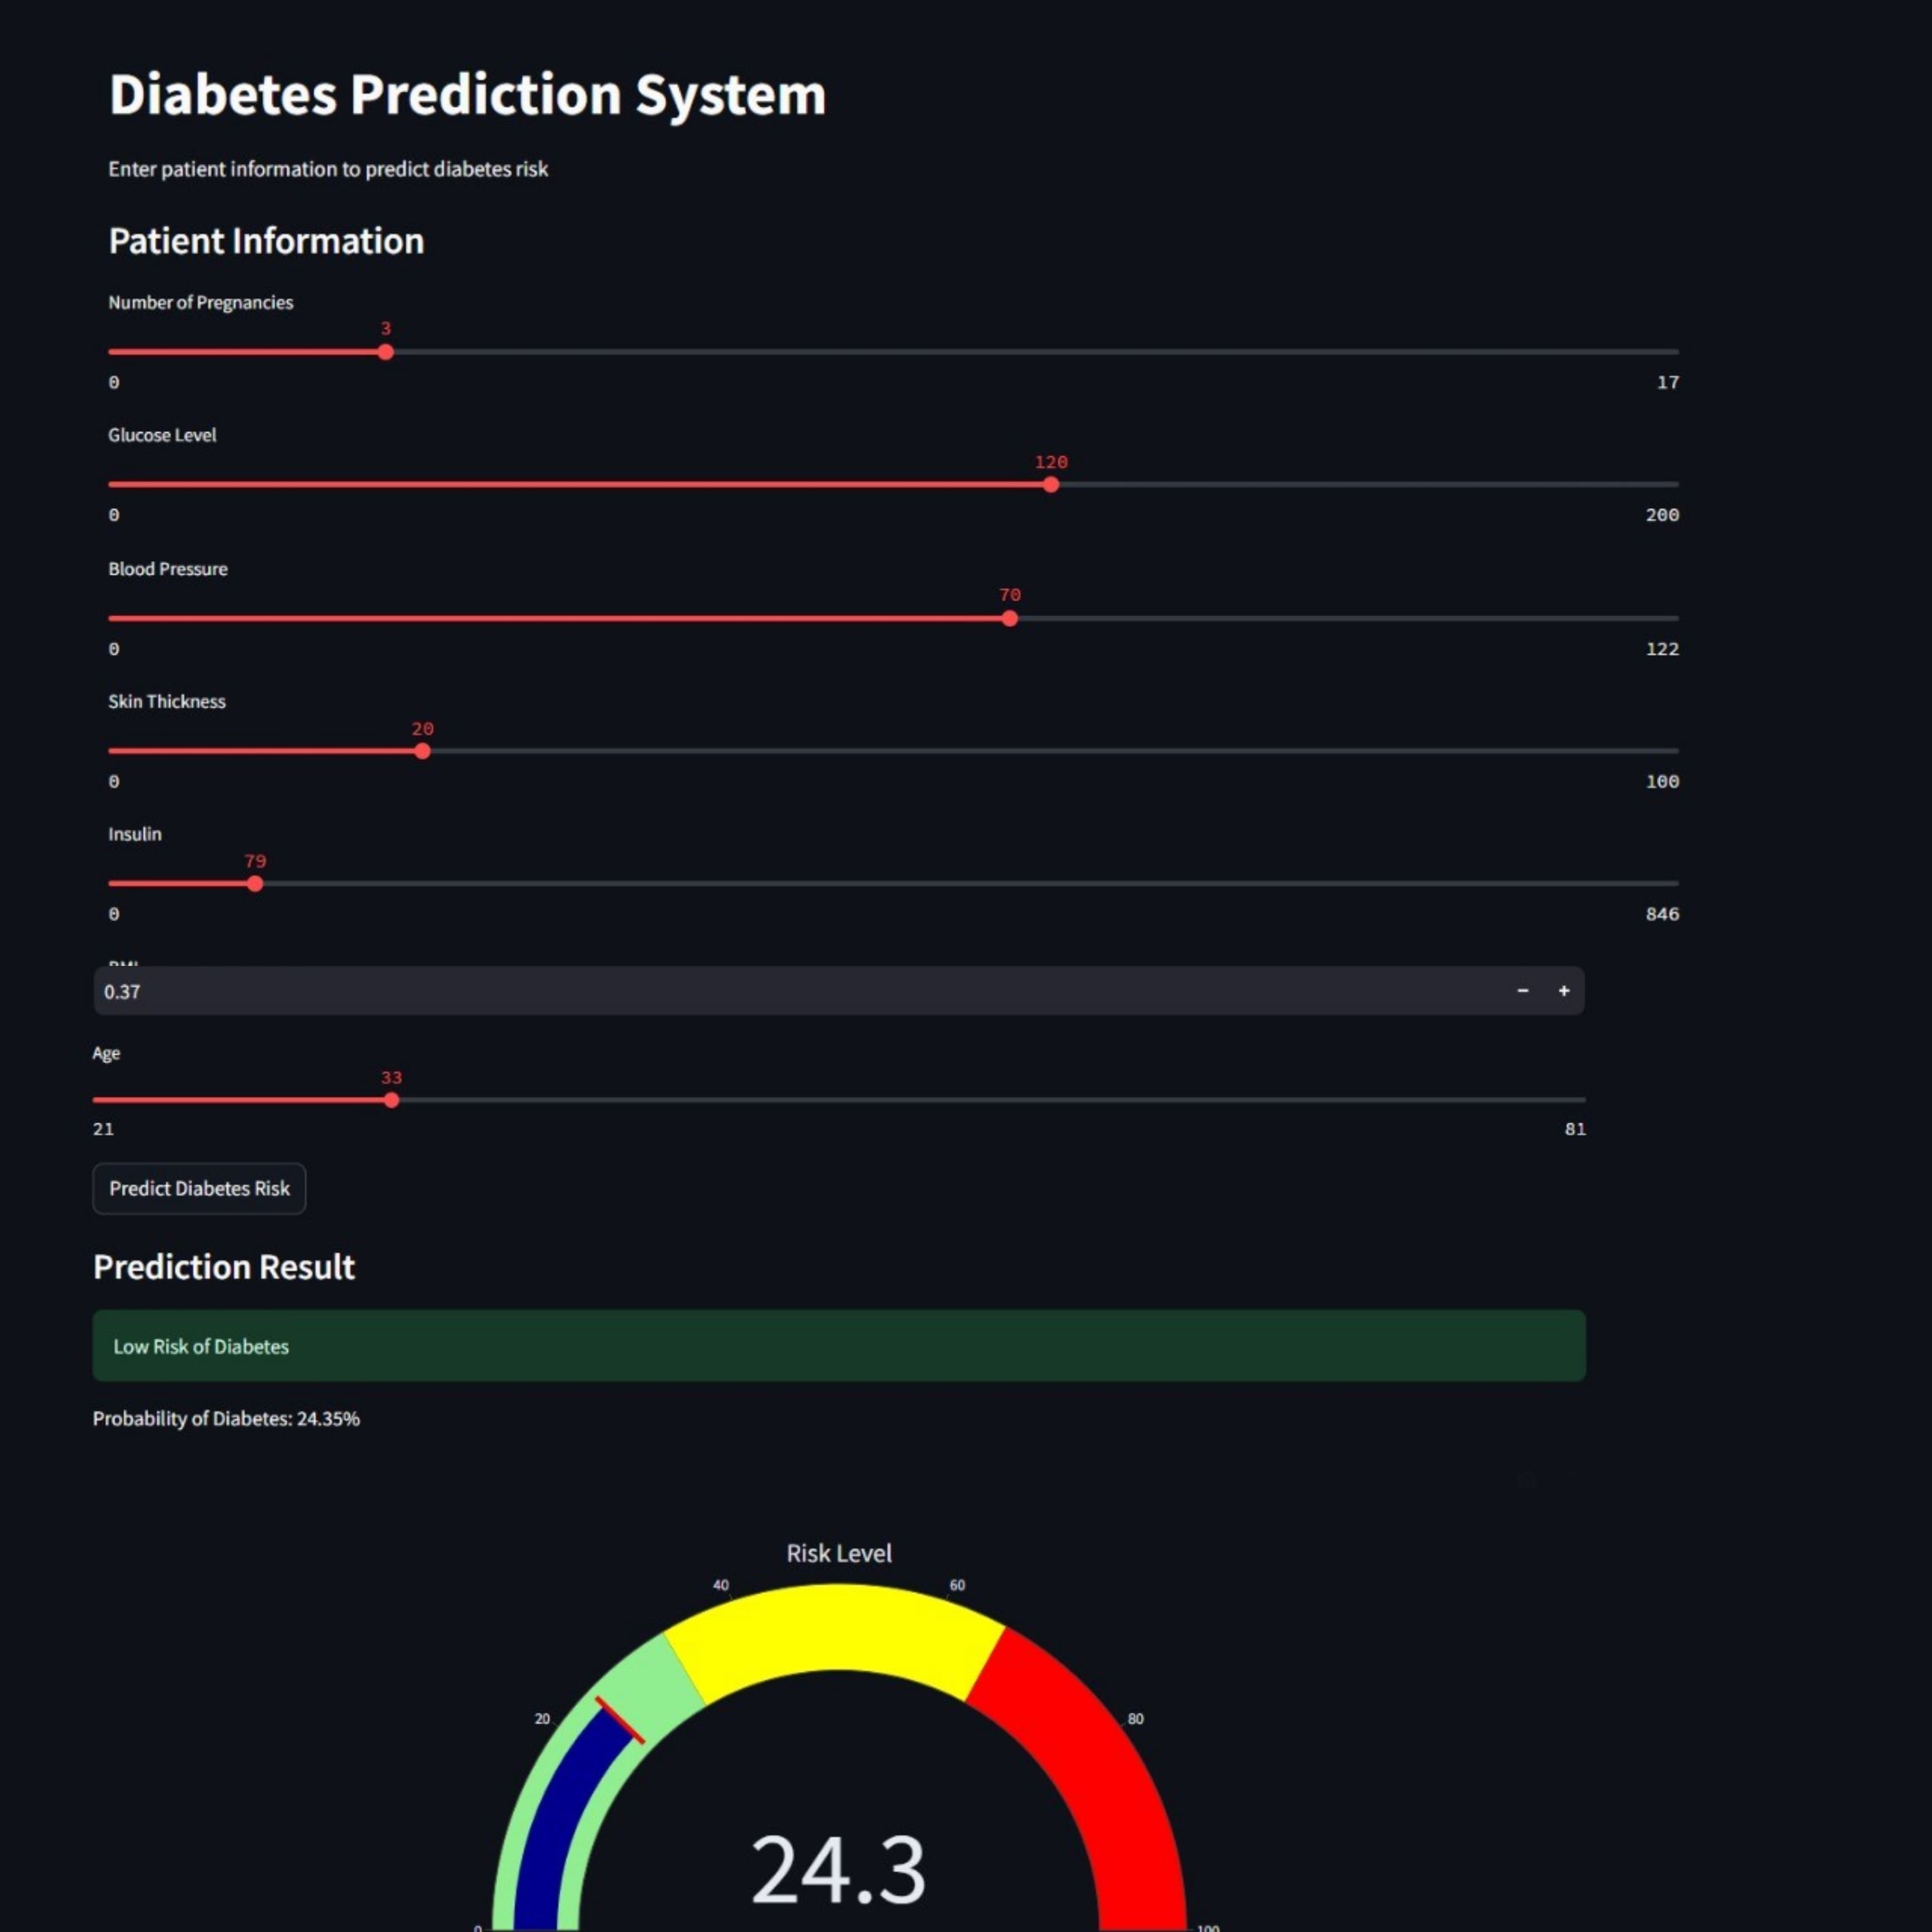 Diabetes Prediction System
Enter patient information to predict diabetes risk
Patient Information
Number of Pregnancies
3
0 17
Glucose Level
120
0 200
Blood Pressure
70
0 122
Skin Thickness
20
0 100
Insulin
79
0 846
0.37 − +
Age
33
21 81
Predict Diabetes Risk
Prediction Result
Low Risk of Diabetes
Probability of Diabetes: 24.35%
Risk Level
40 60
20 80
24.3
0 100